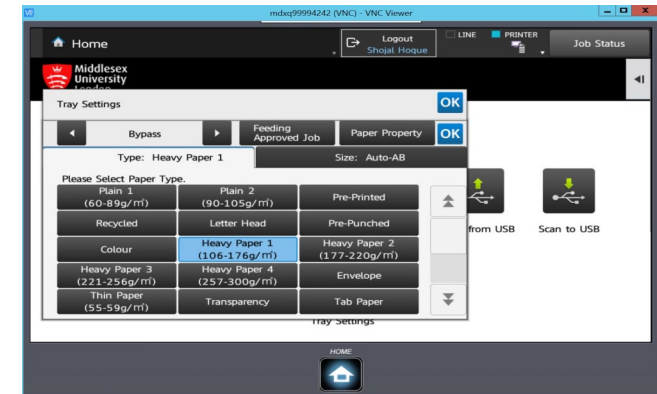 VR
mdxq99994242 (VNC) - VNC Viewer
Home
Logout
Shojal Hoque
LINE
PRINTER
Job Status
Middlesex
University
London
Tray Settings
OK
Bypass
Feeding
Approved Job
Paper Property
OK
Type: Heavy Paper 1
Size: Auto-AB
Please Select Paper Type.
Plain 1
(60-89g/㎡)
Plain 2
(90-105g/㎡)
Pre-Printed
Recycled
Letter Head
Pre-Punched
Colour
Heavy Paper 1
(106-176g/㎡)
Heavy Paper 2
(177-220g/㎡)
Heavy Paper 3
(221-256g/㎡)
Heavy Paper 4
(257-300g/㎡)
Envelope
Thin Paper
(55-59g/㎡)
Transparency
Tab Paper
from USB
Scan to USB
Tray Settings
HOME